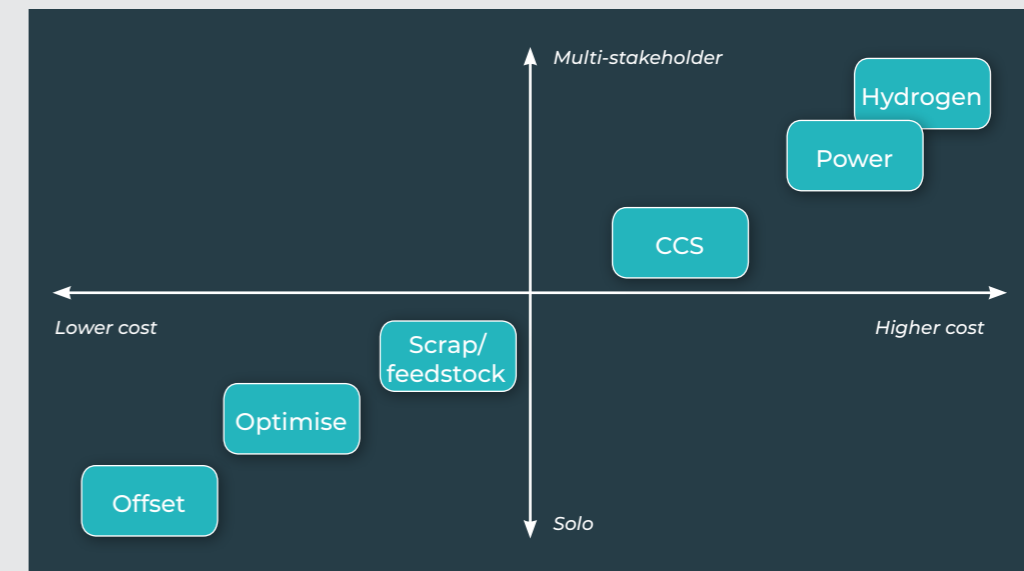 Multi-stakeholder
Hydrogen
Power
CCS
Lower cost
Higher cost
Scrap/
feedstock
Optimise
Offset
Solo